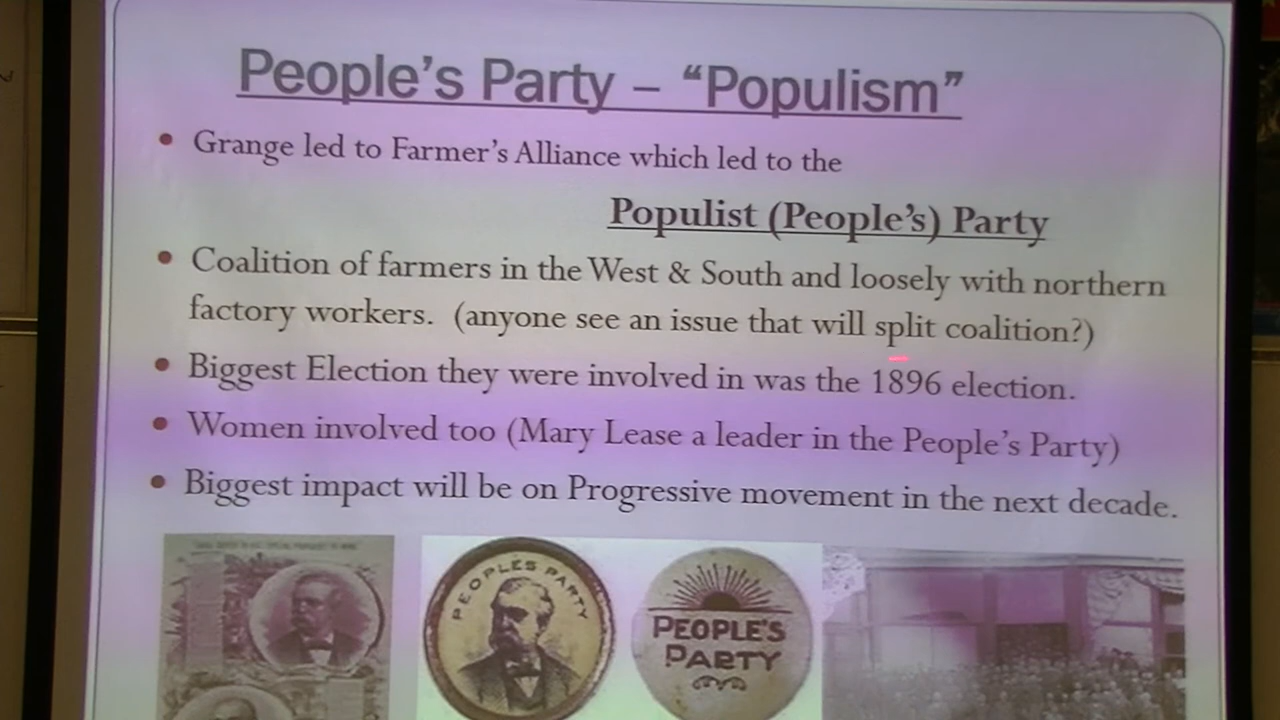 People's Party – "Populism"
• Grange led to Farmer's Alliance which led to the
Populist (People's) Party
• Coalition of farmers in the West & South and loosely with northern
factory workers. (anyone see an issue that will split coalition?)
• Biggest Election they were involved in was the 1896 election.
• Women involved too (Mary Lease a leader in the People's Party)
• Biggest impact will be on Progressive movement in the next decade.
PEOPLES PARTY
PEOPLE'S
PARTY